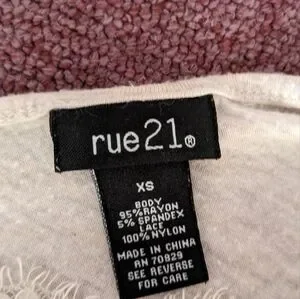 rue21®
XS
BODY
95% RAYON
5% SPANDEX
LACE
100% NYLON
MADE IN CHINA
RN 70829
SEE REVERSE
FOR CARE